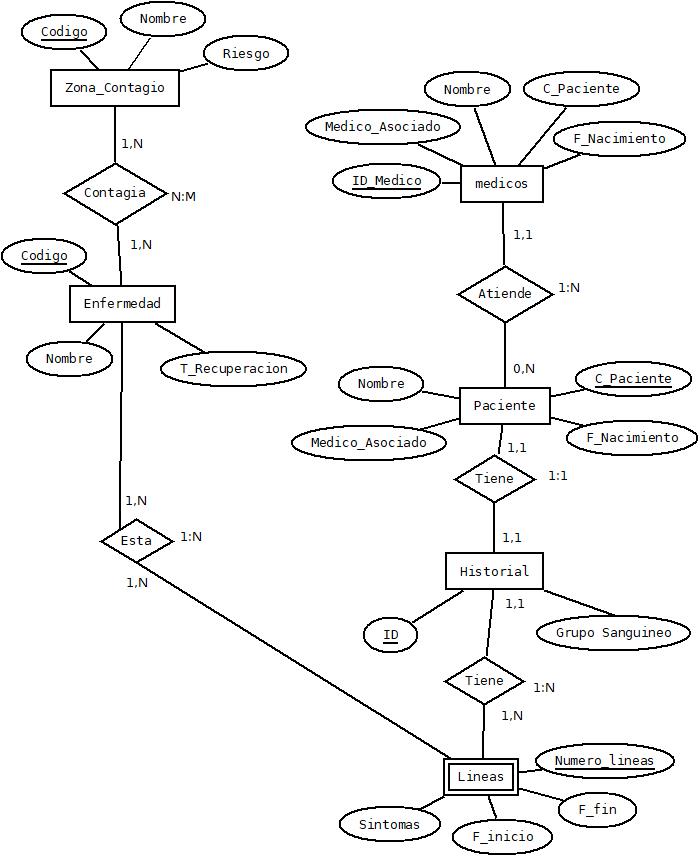 Codigo
Nombre
Riesgo
Zona_Contagio
1,N
Contagia
N:M
1,N
Codigo
Enfermedad
Nombre
T_Recuperacion
1,N
Esta
1:N
1,N
Nombre
C_Paciente
Medico_Asociado
F_Nacimiento
ID_Medico
medicos
1,1
Atiende
1:N
0,N
Nombre
C_Paciente
Paciente
Medico_Asociado
F_Nacimiento
1,1
Tiene
1:1
1,1
Historial
1,1
ID
Grupo Sanguineo
Tiene
1:N
1,N
Numero_lineas
Lineas
F_fin
Sintomas
F_inicio